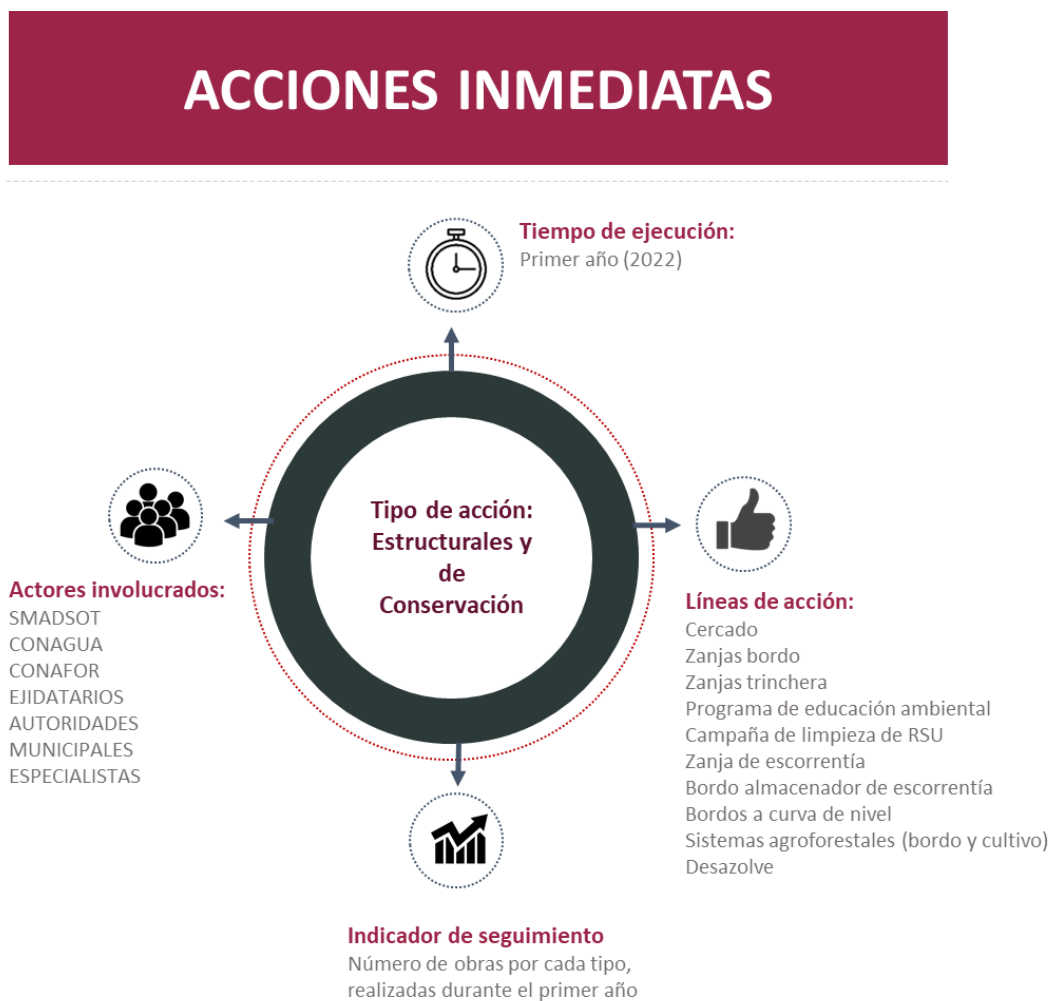 ACCIONES INMEDIATAS
Tiempo de ejecución:
Primer año (2022)
Tipo de acción:
Estructurales y
de
Conservación
Actores involucrados:
SMADSOT
CONAGUA
CONAFOR
EJIDATARIOS
AUTORIDADES
MUNICIPALES
ESPECIALISTAS
Líneas de acción:
Cercado
Zanjas bordo
Zanjas trinchera
Programa de educación ambiental
Campaña de limpieza de RSU
Zanja de escorrentía
Bordo almacenador de escorrentía
Bordos a curva de nivel
Sistemas agroforestales (bordo y cultivo)
Desazolve
Indicador de seguimiento
Número de obras por cada tipo,
realizadas durante el primer año